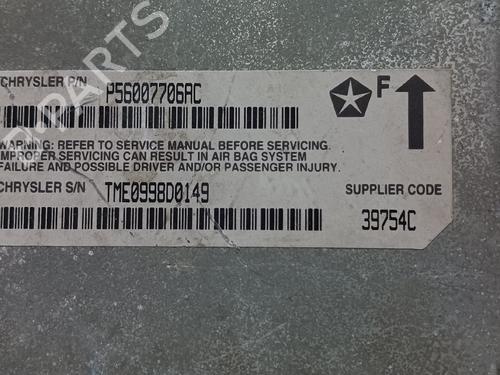 CHRYSLER P/N
P56007706AC
F
WARNING: REFER TO SERVICE MANUAL BEFORE SERVICING.
IMPROPER SERVICING CAN RESULT IN AIR BAG SYSTEM
FAILURE AND POSSIBLE DRIVER AND/OR PASSENGER INJURY.
CHRYSLER S/N
TME0998D0149
SUPPLIER CODE
39754C
PARTS